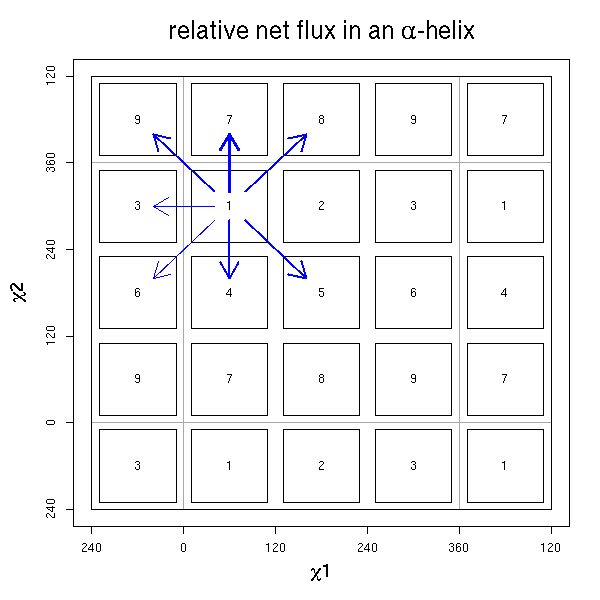 relative net flux in an α-helix
120
9 7 8 9 7
360
3 1 2 3 1
240
6 4 5 6 4
χ2
120
9 7 8 9 7
0
3 1 2 3 1
240
240 0 120 240 360 120
χ1